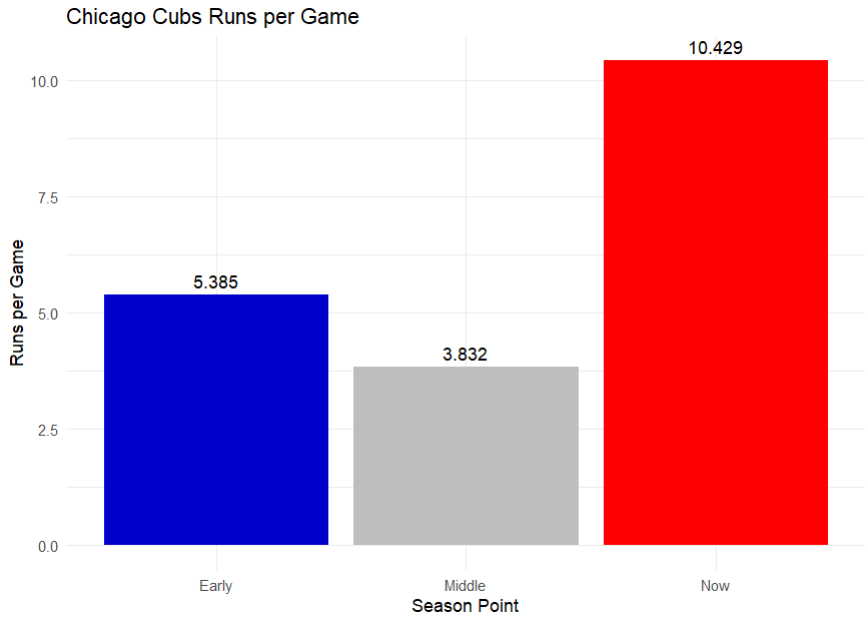 Chicago Cubs Runs per Game
10.429
10.0
7.5
5.385
5.0
3.832
2.5
0.0
Runs per Game
Early Middle Now
Season Point